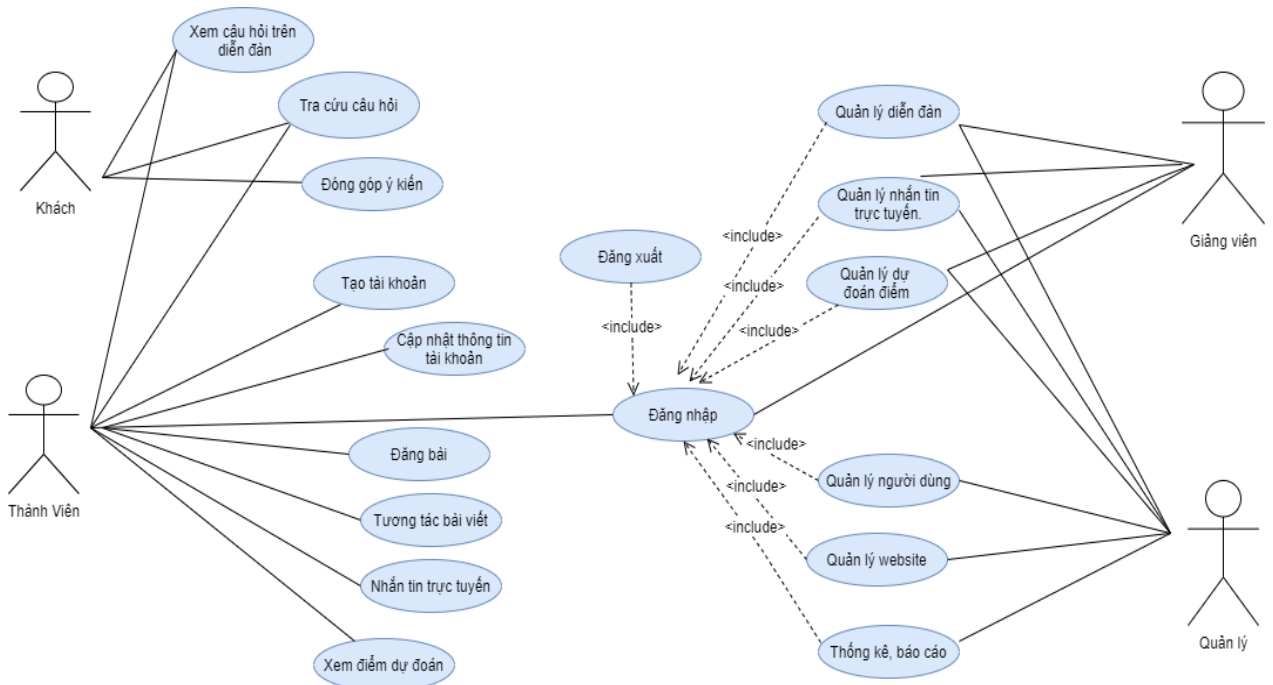 Xem câu hỏi trên
diễn đàn
Tra cứu câu hỏi
Đóng góp ý kiến
Khách
Tạo tài khoản
Cập nhật thông tin
tài khoản
Đăng bài
Tương tác bài viết
Nhắn tin trực tuyến
Xem điểm dự đoán
Thành Viên
Đăng xuất
<include>
Đăng nhập
Quản lý diễn đàn
Quản lý nhắn tin
trực tuyến.
Quản lý dự
đoán điểm
<include>
<include>
<include>
Giảng viên
<include>
<include>
<include>
Quản lý người dùng
Quản lý website
Thống kê, báo cáo
Quản lý